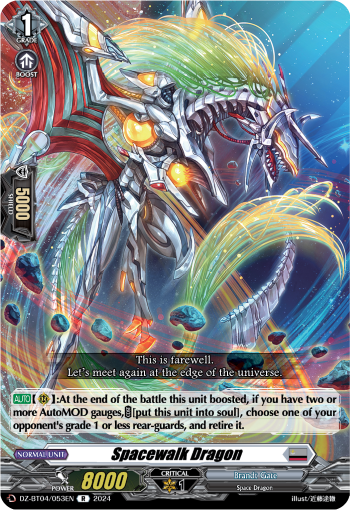 1
GRADE
BOOST
5000
SHIELD
This is farewell.
Let's meet again at the edge of the universe.
AUTO【(R)】:At the end of the battle this unit boosted, if you have two or
more AutoMOD gauges, [put this unit into soul], choose one of your
opponent's grade 1 or less rear-guards, and retire it.
NORMAL UNIT
Spacewalk Dragon
POWER
8000
CRITICAL
1
Brandt Gate
Space Dragon
DZ-BT04/053EN R 2024
illust/近藤途轍